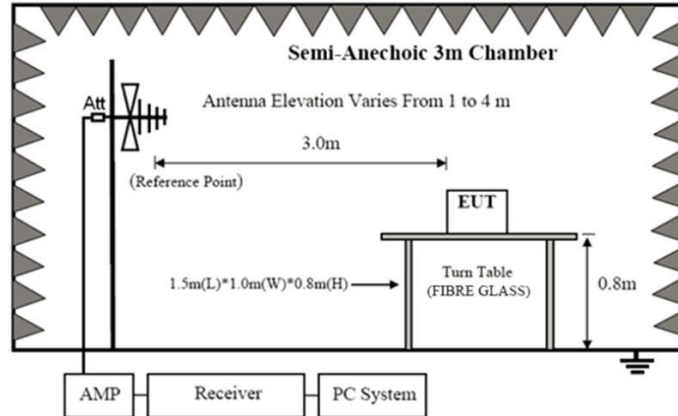 Semi-Anechoic 3m Chamber
Att
Antenna Elevation Varies From 1 to 4 m
3.0m
(Reference Point)
EUT
1.5m(L)*1.0m(W)*0.8m(H)
Turn Table
(FIBRE GLASS)
0.8m
AMP
Receiver
PC System